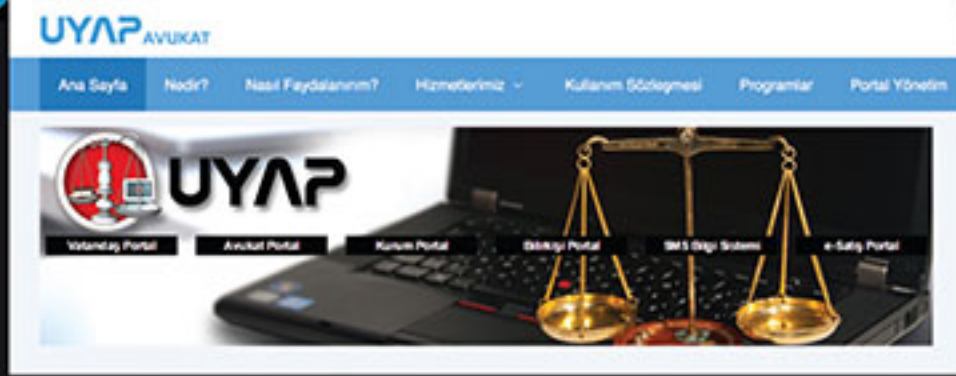 UYAP AVUKAT
Ana Sayfa Nedir? Nasıl Faydalanırım? Hizmetlerimiz Kullanım Sözleşmesi Programlar Portal Yönetim
UYAP
Vatandaş Portal Avukat Portal Kurum Portal Bilirkişi Portal SMS Bilgi Sistemi e-Satış Portal